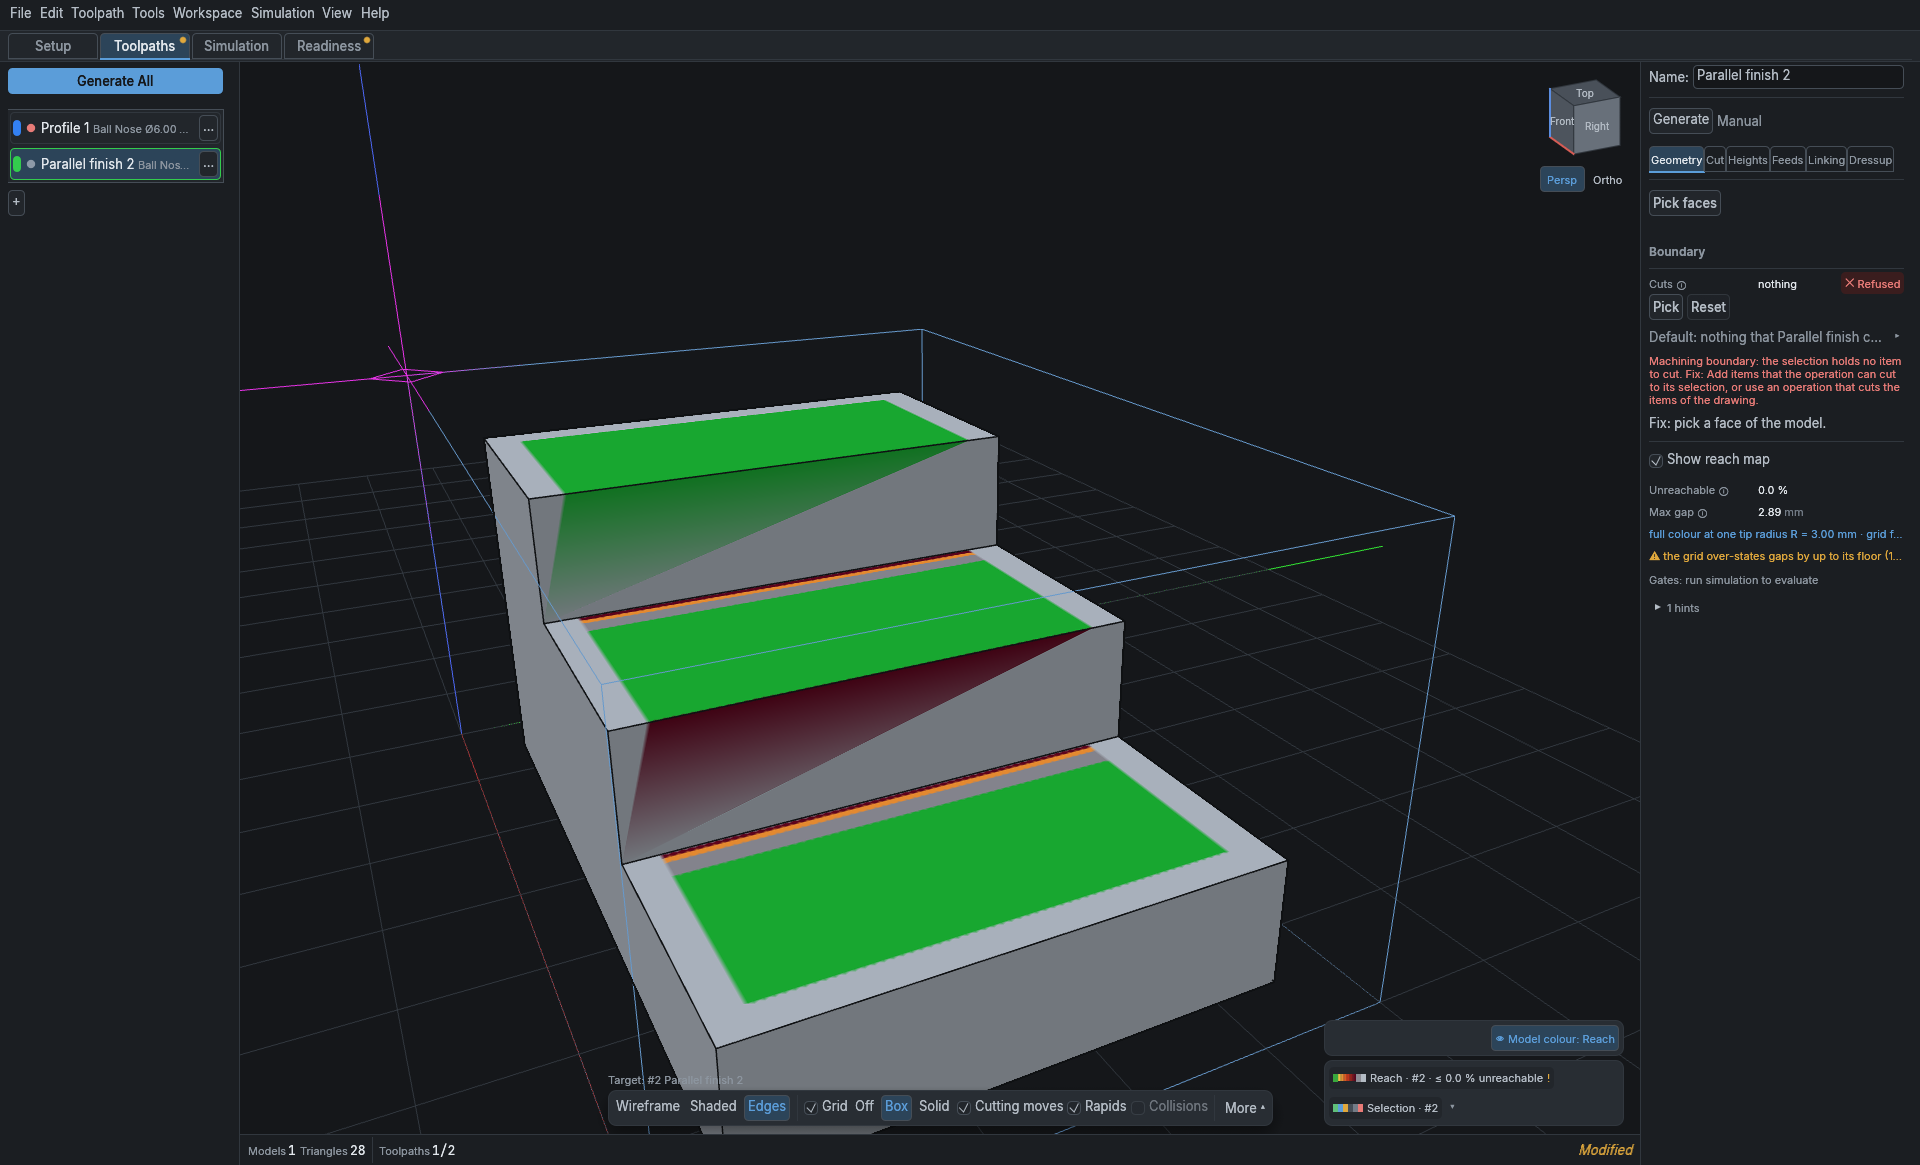 File Edit Toolpath Tools Workspace Simulation View Help
Setup Toolpaths Simulation Readiness
Generate All
Profile 1 Ball Nose Ø6.00 ... ...
Parallel finish 2 Ball Nos... ...
+
Top
Front
Right
Persp Ortho
Name: Parallel finish 2
Generate Manual
Geometry Cut Heights Feeds Linking Dressup
Pick faces
Boundary
Cuts nothing Refused
Pick Reset
Default: nothing that Parallel finish c...
Machining boundary: the selection holds no item
to cut. Fix: Add items that the operation can cut
to its selection, or use an operation that cuts the
items of the drawing.
Fix: pick a face of the model.
Show reach map
Unreachable 0.0 %
Max gap 2.89 mm
full colour at one tip radius R = 3.00 mm · grid f...
the grid over-states gaps by up to its floor (1...
Gates: run simulation to evaluate
1 hints
Model colour: Reach
Reach · #2 · ≤ 0.0 % unreachable !
Selection · #2
Target: #2 Parallel finish 2
Wireframe Shaded Edges Grid Off Box Solid Cutting moves Rapids Collisions More
Models 1 Triangles 28 Toolpaths 1/2
Modified